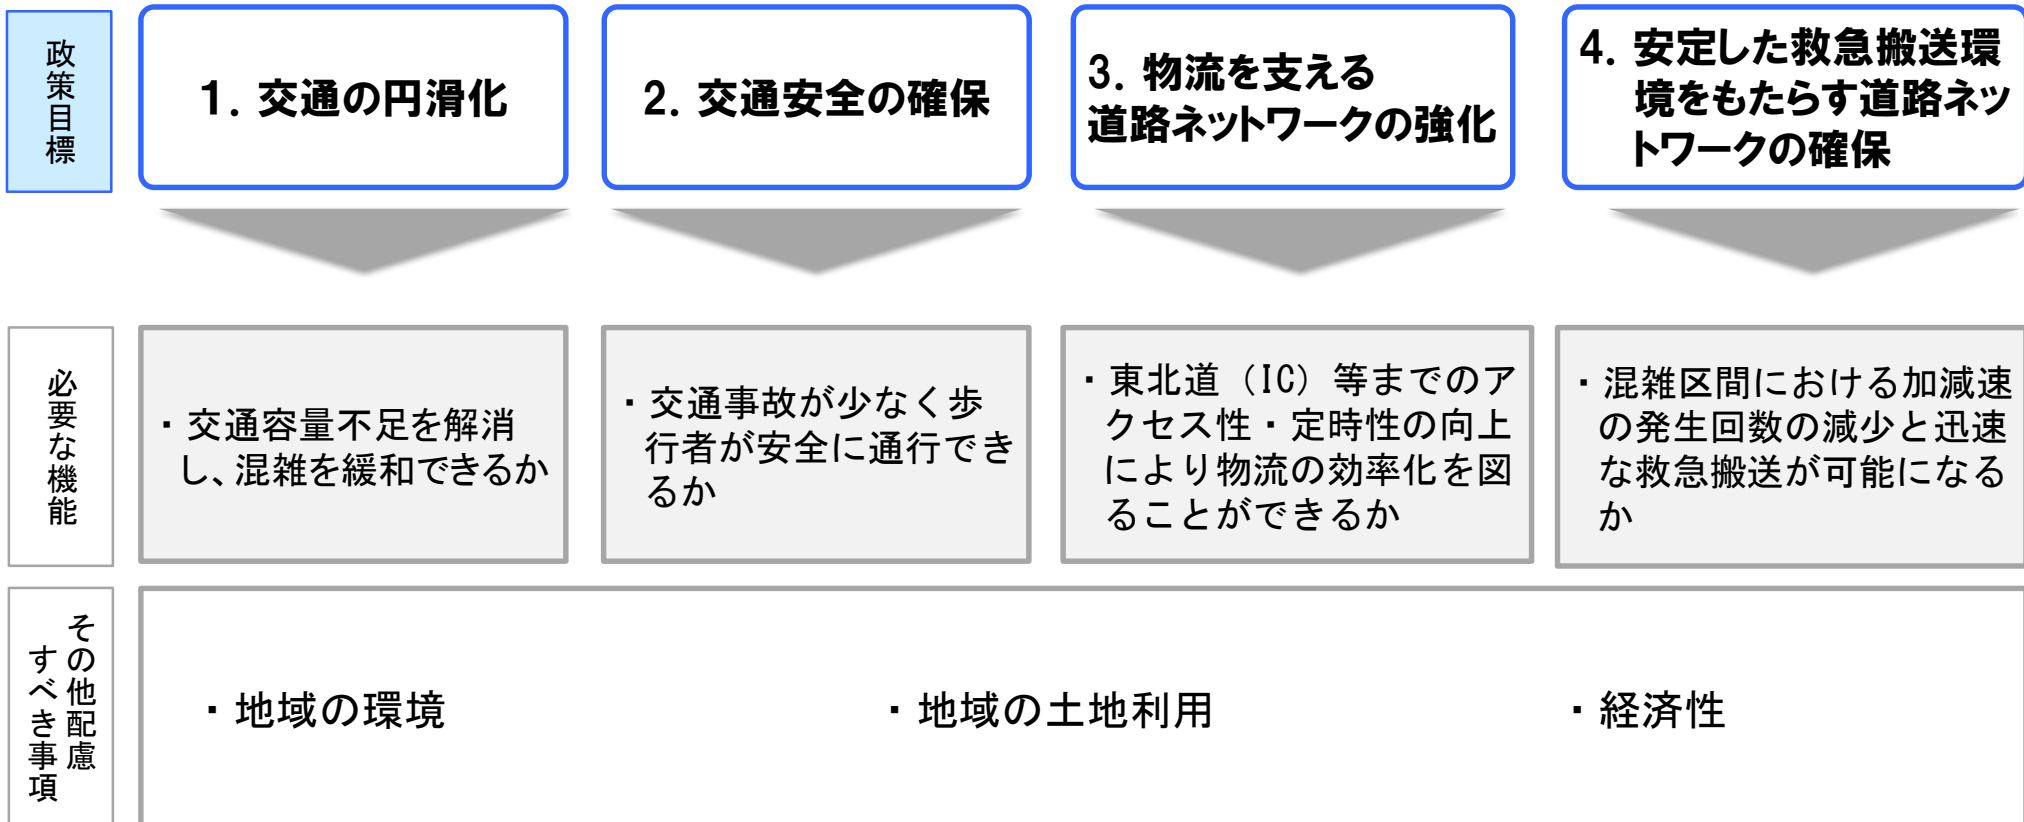 政策目標
1. 交通の円滑化
2. 交通安全の確保
3. 物流を支える
道路ネットワークの強化
4. 安定した救急搬送環
境をもたらす道路ネッ
トワークの確保
必要な機能
・交通容量不足を解消
し、混雑を緩和できるか
・交通事故が少なく歩
行者が安全に通行でき
るか
・東北道（IC）等までのア
クセス性・定時性の向上
により物流の効率化を図
ることができるか
・混雑区間における加減速
の発生回数の減少と迅速
な救急搬送が可能になる
か
その他配慮
すべき事項
・地域の環境
・地域の土地利用
・経済性